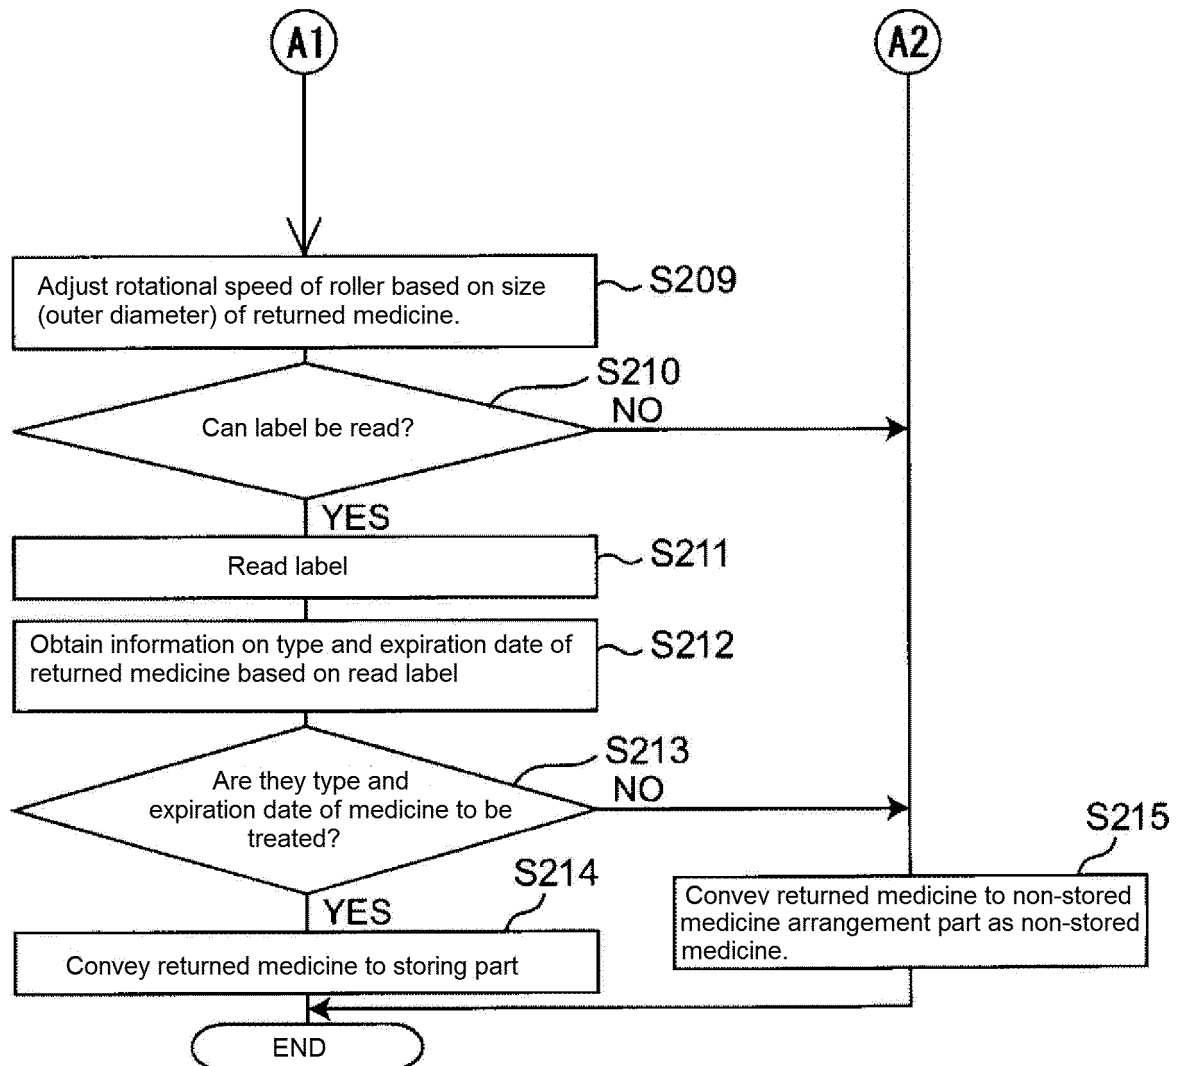 A1
A2
Adjust rotational speed of roller based on size
(outer diameter) of returned medicine.
S209
S210
Can label be read?
NO
YES
Read label
S211
Obtain information on type and expiration date of
returned medicine based on read label
S212
S213
Are they type and
expiration date of medicine to be
treated?
NO
YES
S214
Convey returned medicine to storing part
S215
Convev returned medicine to non-stored
medicine arrangement part as non-stored
medicine.
END